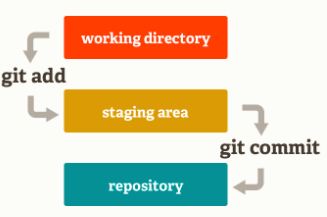 working directory
git add
staging area
git commit
repository